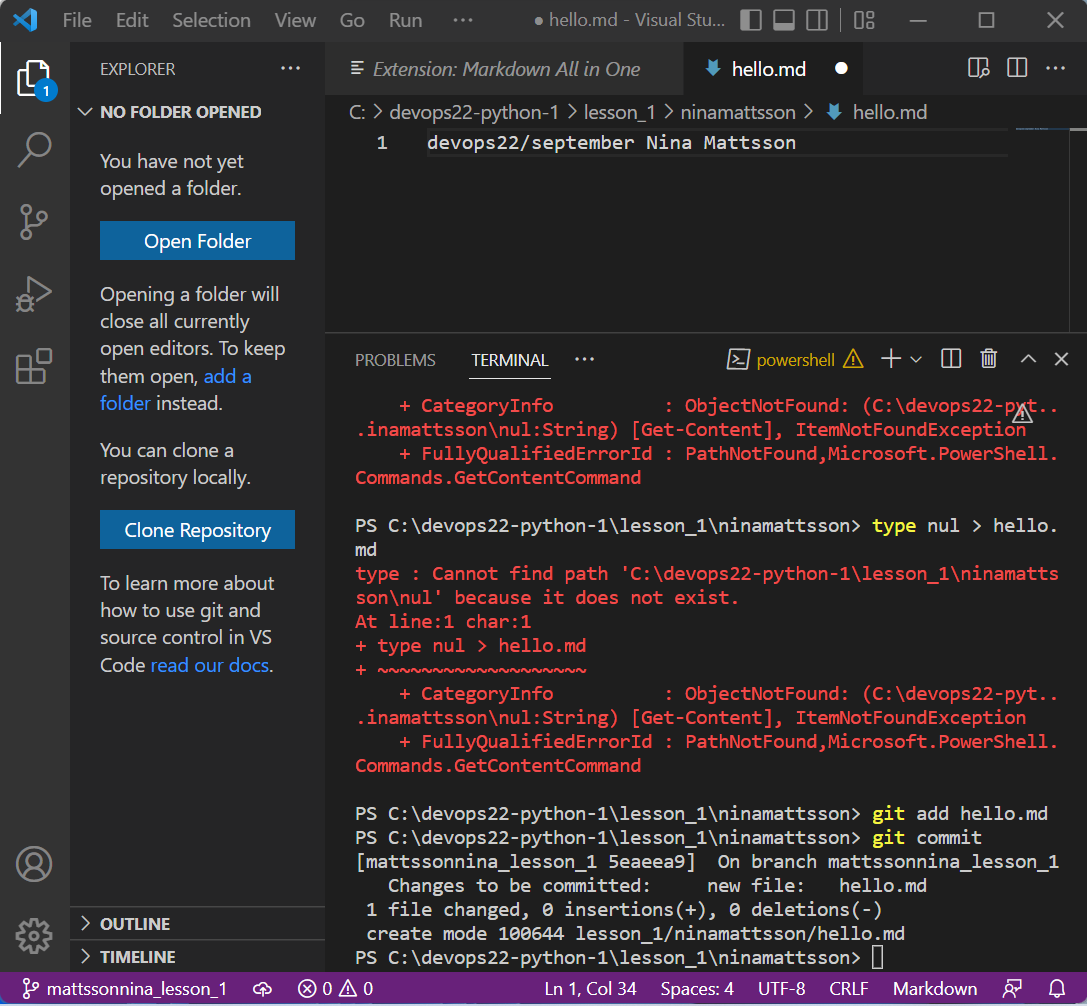 File Edit Selection View Go Run ··· ● hello.md - Visual Stu...
EXPLORER ···
Extension: Markdown All in One
hello.md ●
···
NO FOLDER OPENED
C: > devops22-python-1 > lesson_1 > ninamattsson > hello.md
1 devops22/september Nina Mattsson
1
You have not yet
opened a folder.
Open Folder
Opening a folder will
close all currently
open editors. To keep
them open, add a
folder instead.
You can clone a
repository locally.
Clone Repository
To learn more about
how to use git and
source control in VS
Code read our docs.
OUTLINE
TIMELINE
PROBLEMS TERMINAL ··· powershell
+ CategoryInfo : ObjectNotFound: (C:\devops22-pyt..
.inamattsson\nul:String) [Get-Content], ItemNotFoundException
+ FullyQualifiedErrorId : PathNotFound,Microsoft.PowerShell.
Commands.GetContentCommand
PS C:\devops22-python-1\lesson_1\ninamattsson> type nul > hello.
md
type : Cannot find path 'C:\devops22-python-1\lesson_1\ninamatts
son\nul' because it does not exist.
At line:1 char:1
+ type nul > hello.md
+ ~~~~~~~~~~~~~~~~~~~
+ CategoryInfo : ObjectNotFound: (C:\devops22-pyt..
.inamattsson\nul:String) [Get-Content], ItemNotFoundException
+ FullyQualifiedErrorId : PathNotFound,Microsoft.PowerShell.
Commands.GetContentCommand
PS C:\devops22-python-1\lesson_1\ninamattsson> git add hello.md
PS C:\devops22-python-1\lesson_1\ninamattsson> git commit
[mattssonnina_lesson_1 5eaeea9] On branch mattssonnina_lesson_1
Changes to be committed: new file: hello.md
1 file changed, 0 insertions(+), 0 deletions(-)
create mode 100644 lesson_1/ninamattsson/hello.md
PS C:\devops22-python-1\lesson_1\ninamattsson>
mattssonnina_lesson_1 0 0 Ln 1, Col 34 Spaces: 4 UTF-8 CRLF Markdown